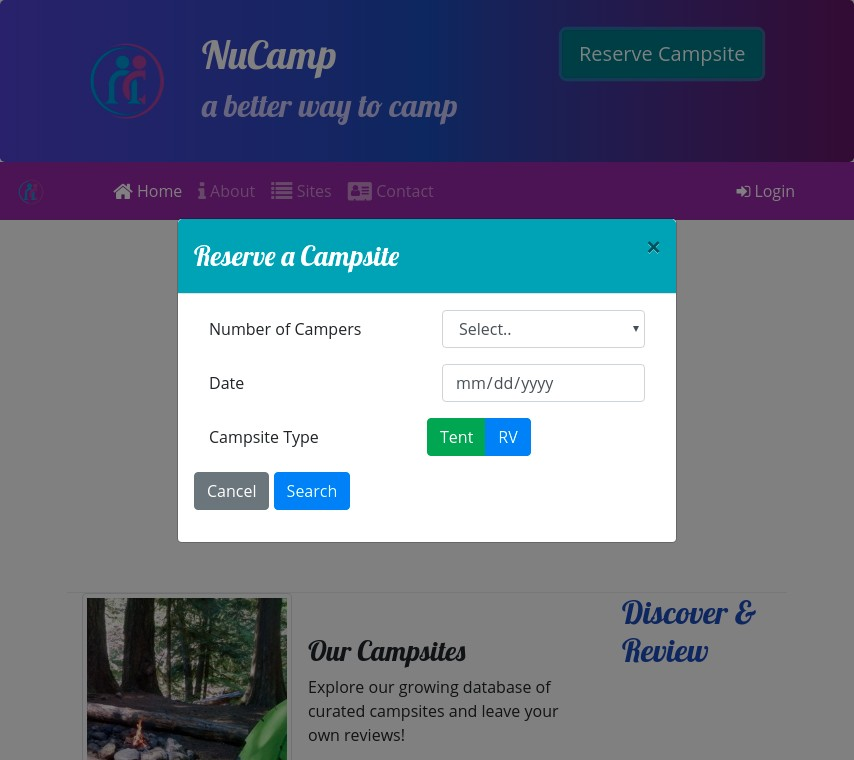 NuCamp
a better way to camp
Reserve Campsite
Home About Sites Contact Login
Reserve a Campsite ×
Number of Campers Select..
Date mm/dd/yyyy
Campsite Type Tent RV
Cancel Search
Our Campsites
Explore our growing database of
curated campsites and leave your
own reviews!
Discover &
Review